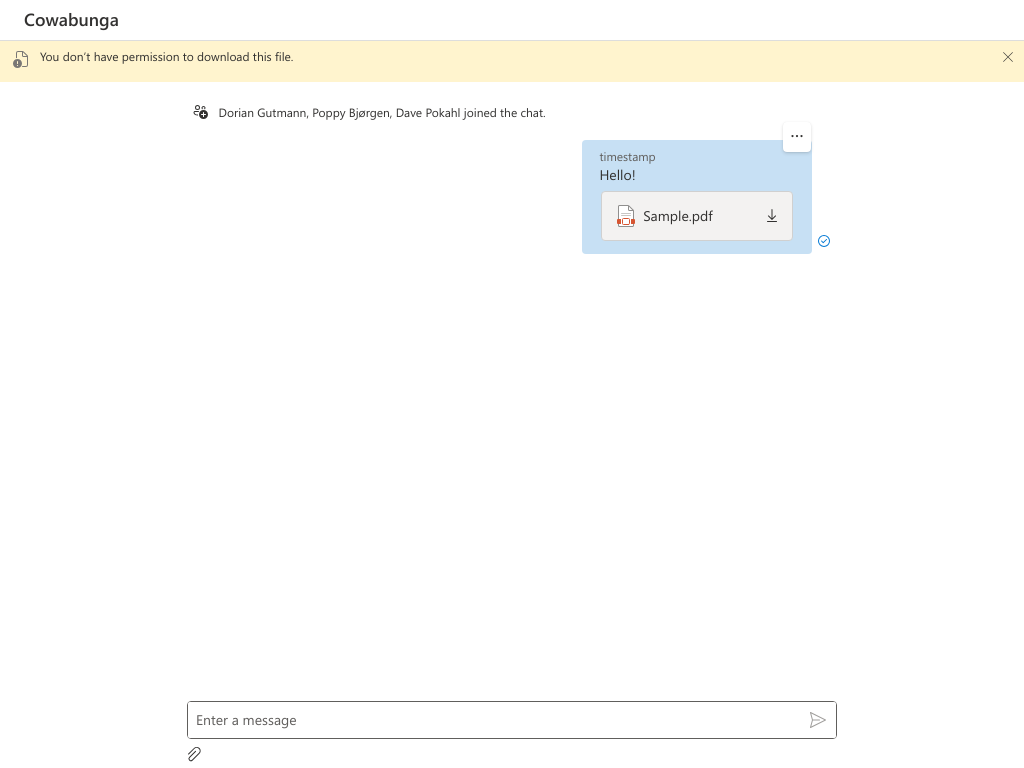 Cowabunga
You don't have permission to download this file.
Dorian Gutmann, Poppy Bjørgen, Dave Pokahl joined the chat.
timestamp
Hello!
Sample.pdf
Enter a message